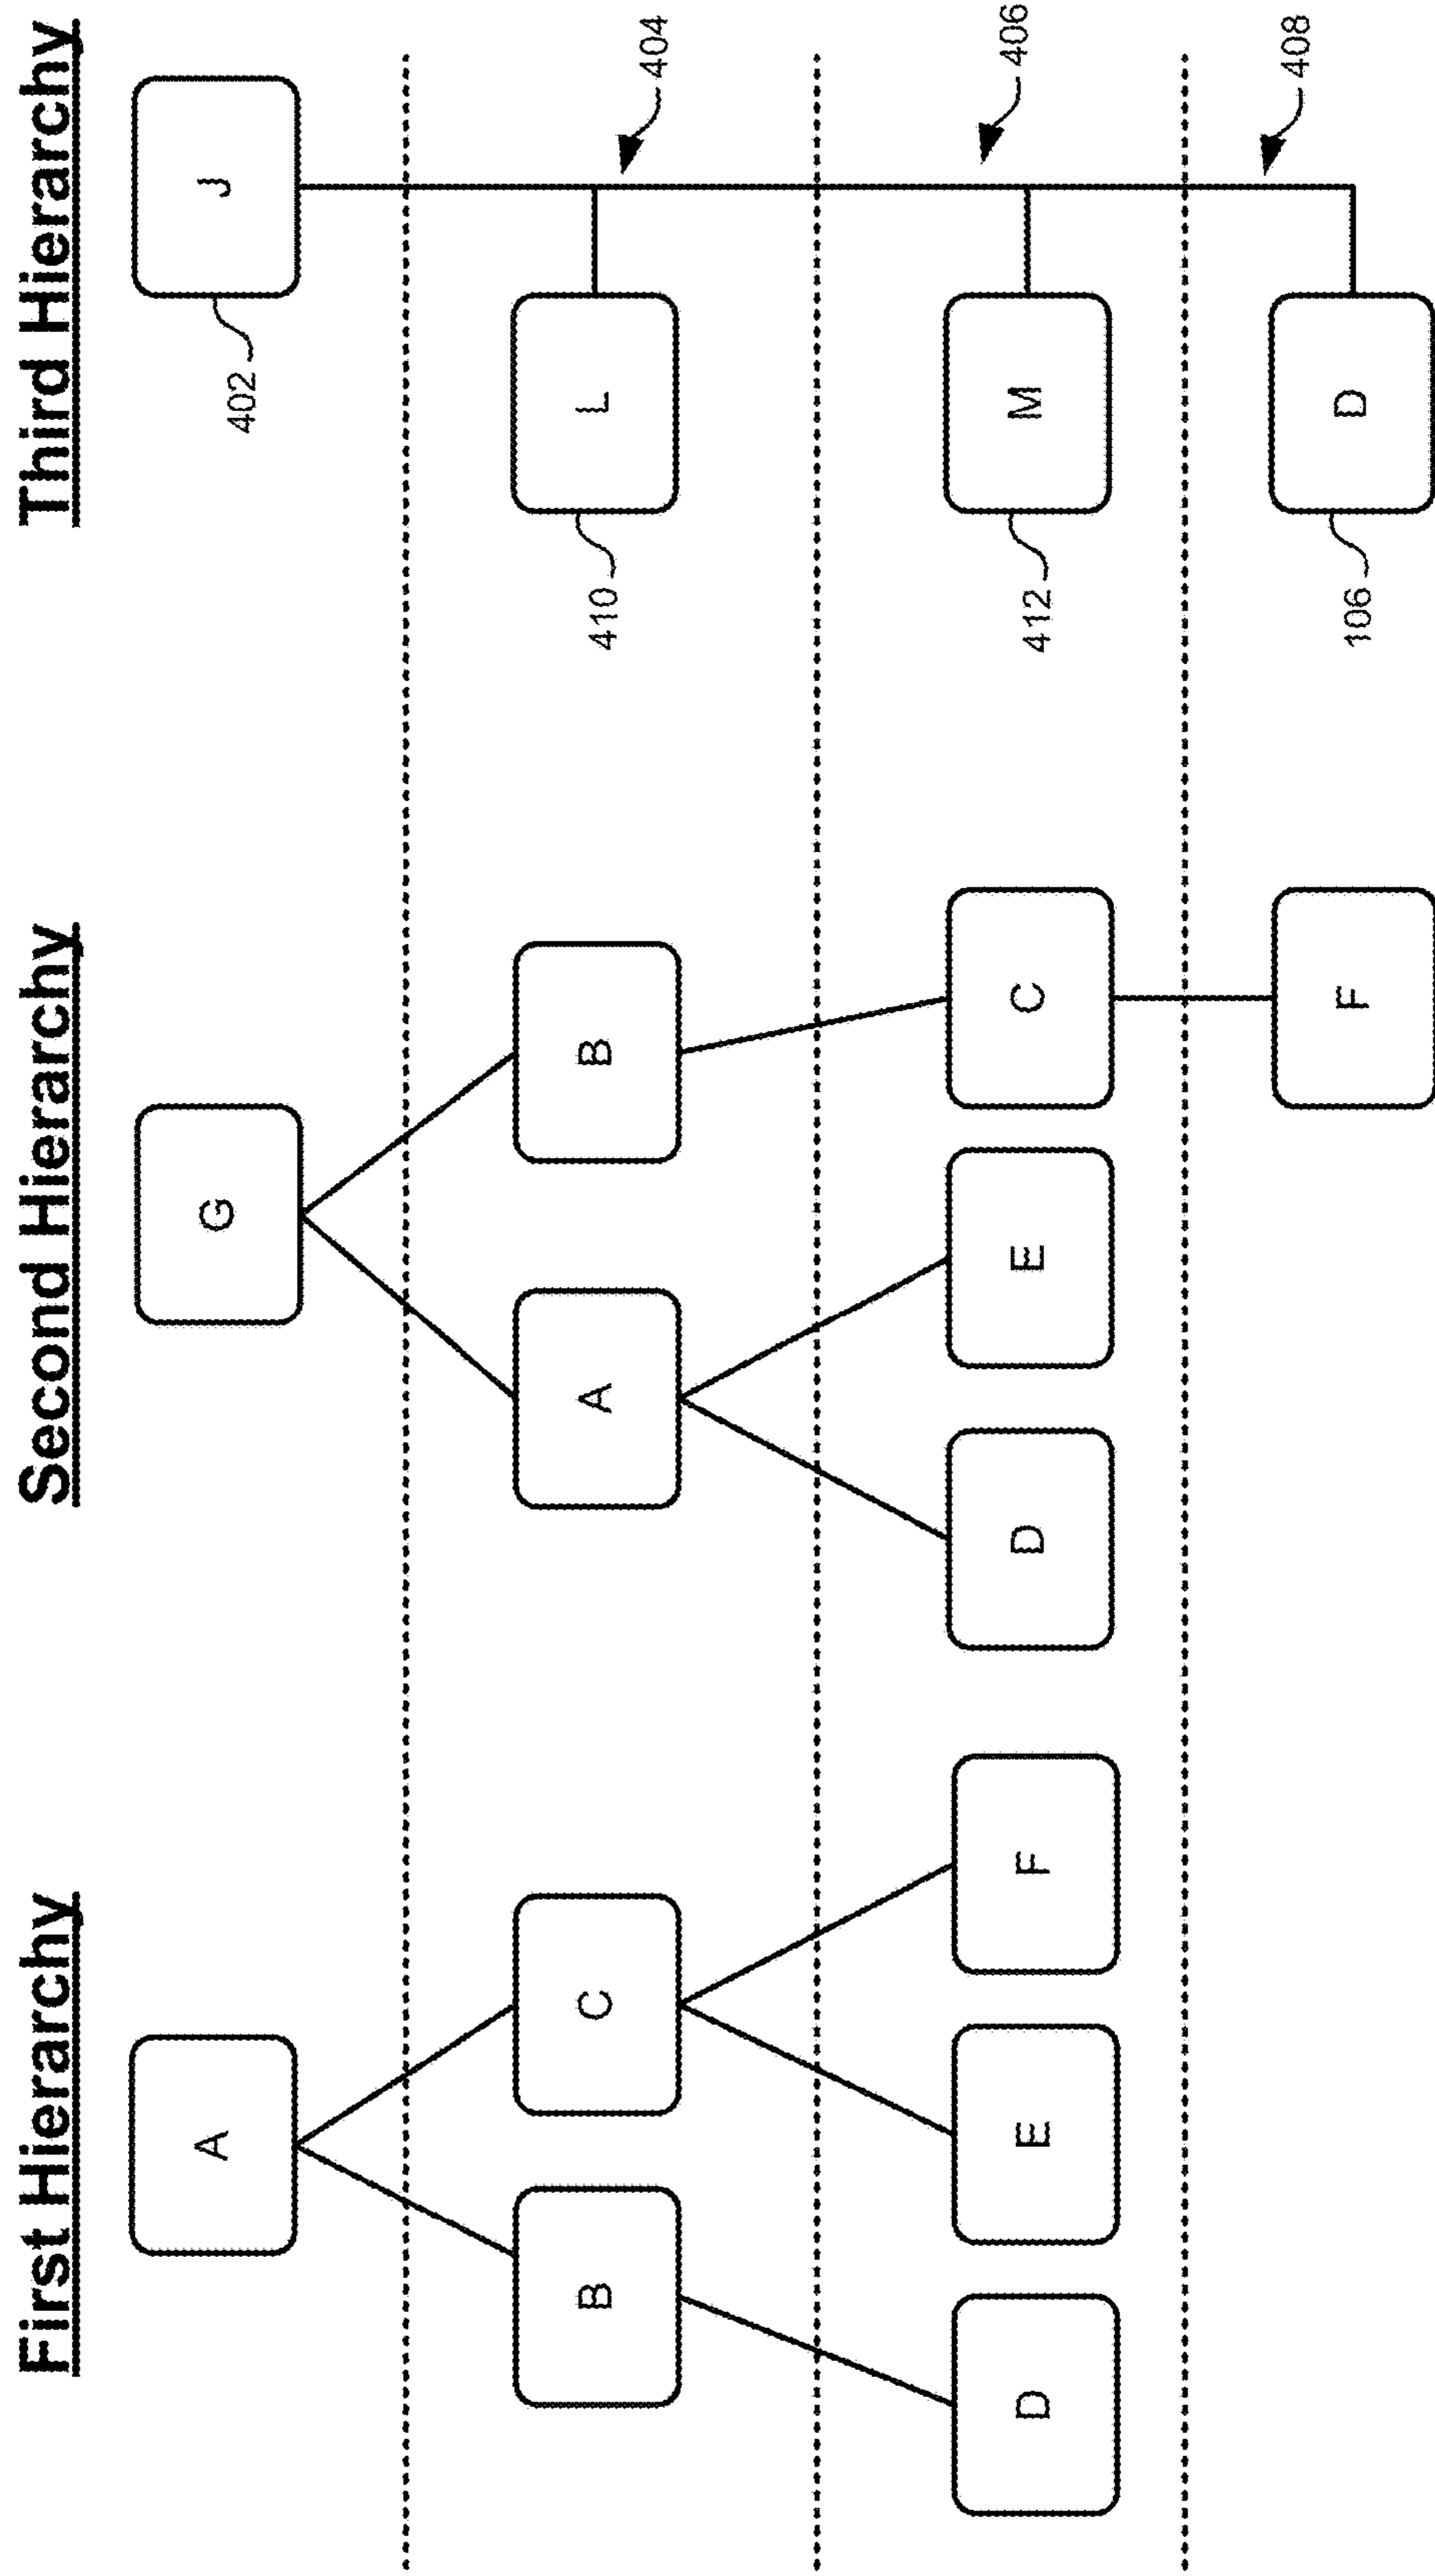 First Hierarchy
Second Hierarchy
Third Hierarchy
A
G
J
402
404
B
C
A
B
L
410
406
D
E
F
D
E
C
M
412
408
F
D
106